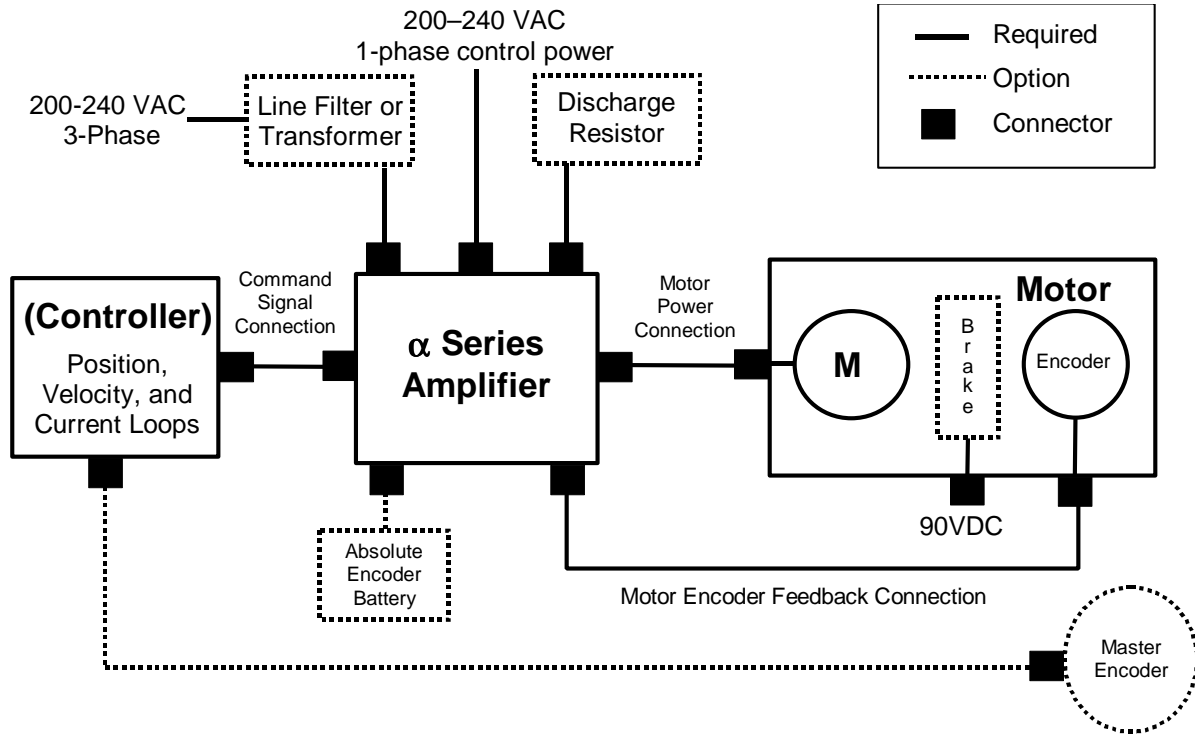 200–240 VAC
1-phase control power
200-240 VAC
3-Phase
Line Filter or
Transformer
Discharge
Resistor
Required
Option
Connector
(Controller)
Position,
Velocity, and
Current Loops
Command
Signal
Connection
α Series
Amplifier
Motor
Power
Connection
Motor
M
Brake
Encoder
90VDC
Absolute
Encoder
Battery
Motor Encoder Feedback Connection
Master
Encoder